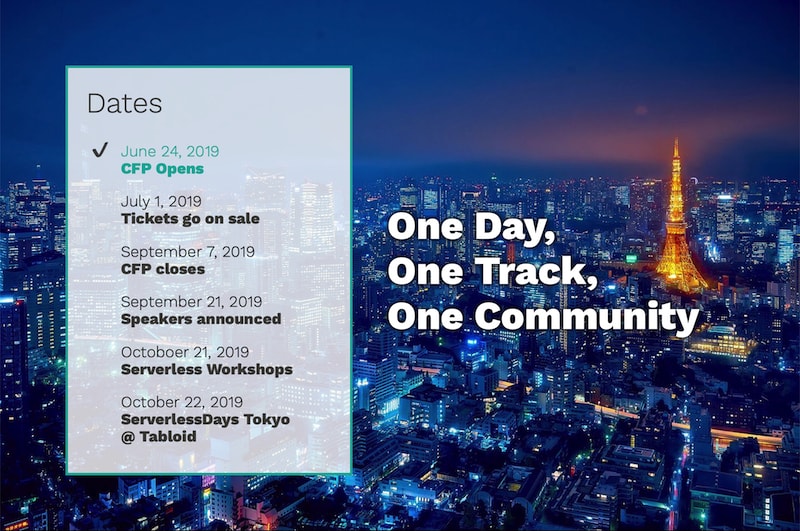 Dates
✔ June 24, 2019
CFP Opens
July 1, 2019
Tickets go on sale
September 7, 2019
CFP closes
September 21, 2019
Speakers announced
Octoboer 21, 2019
Serverless Workshops
October 22, 2019
ServerlessDays Tokyo
@ Tabloid
One Day,
One Track,
One Community